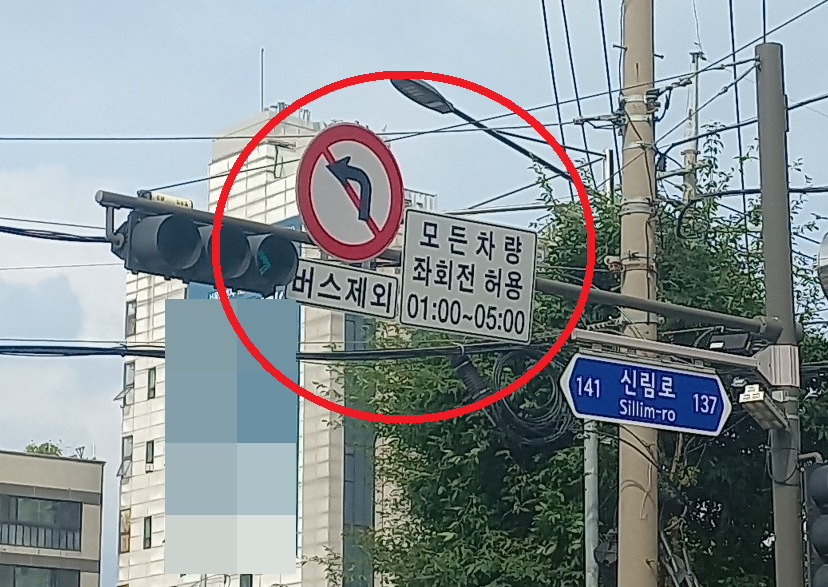 모든차량
좌회전 허용
01:00~05:00
버스제외
141 신림로 137
Sillim-ro